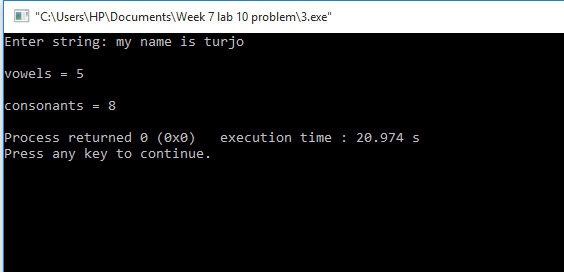 "C:\Users\HP\Documents\Week 7 lab 10 problem\3.exe"
Enter string: my name is turjo
vowels = 5
consonants = 8
Process returned 0 (0x0)   execution time : 20.974 s
Press any key to continue.